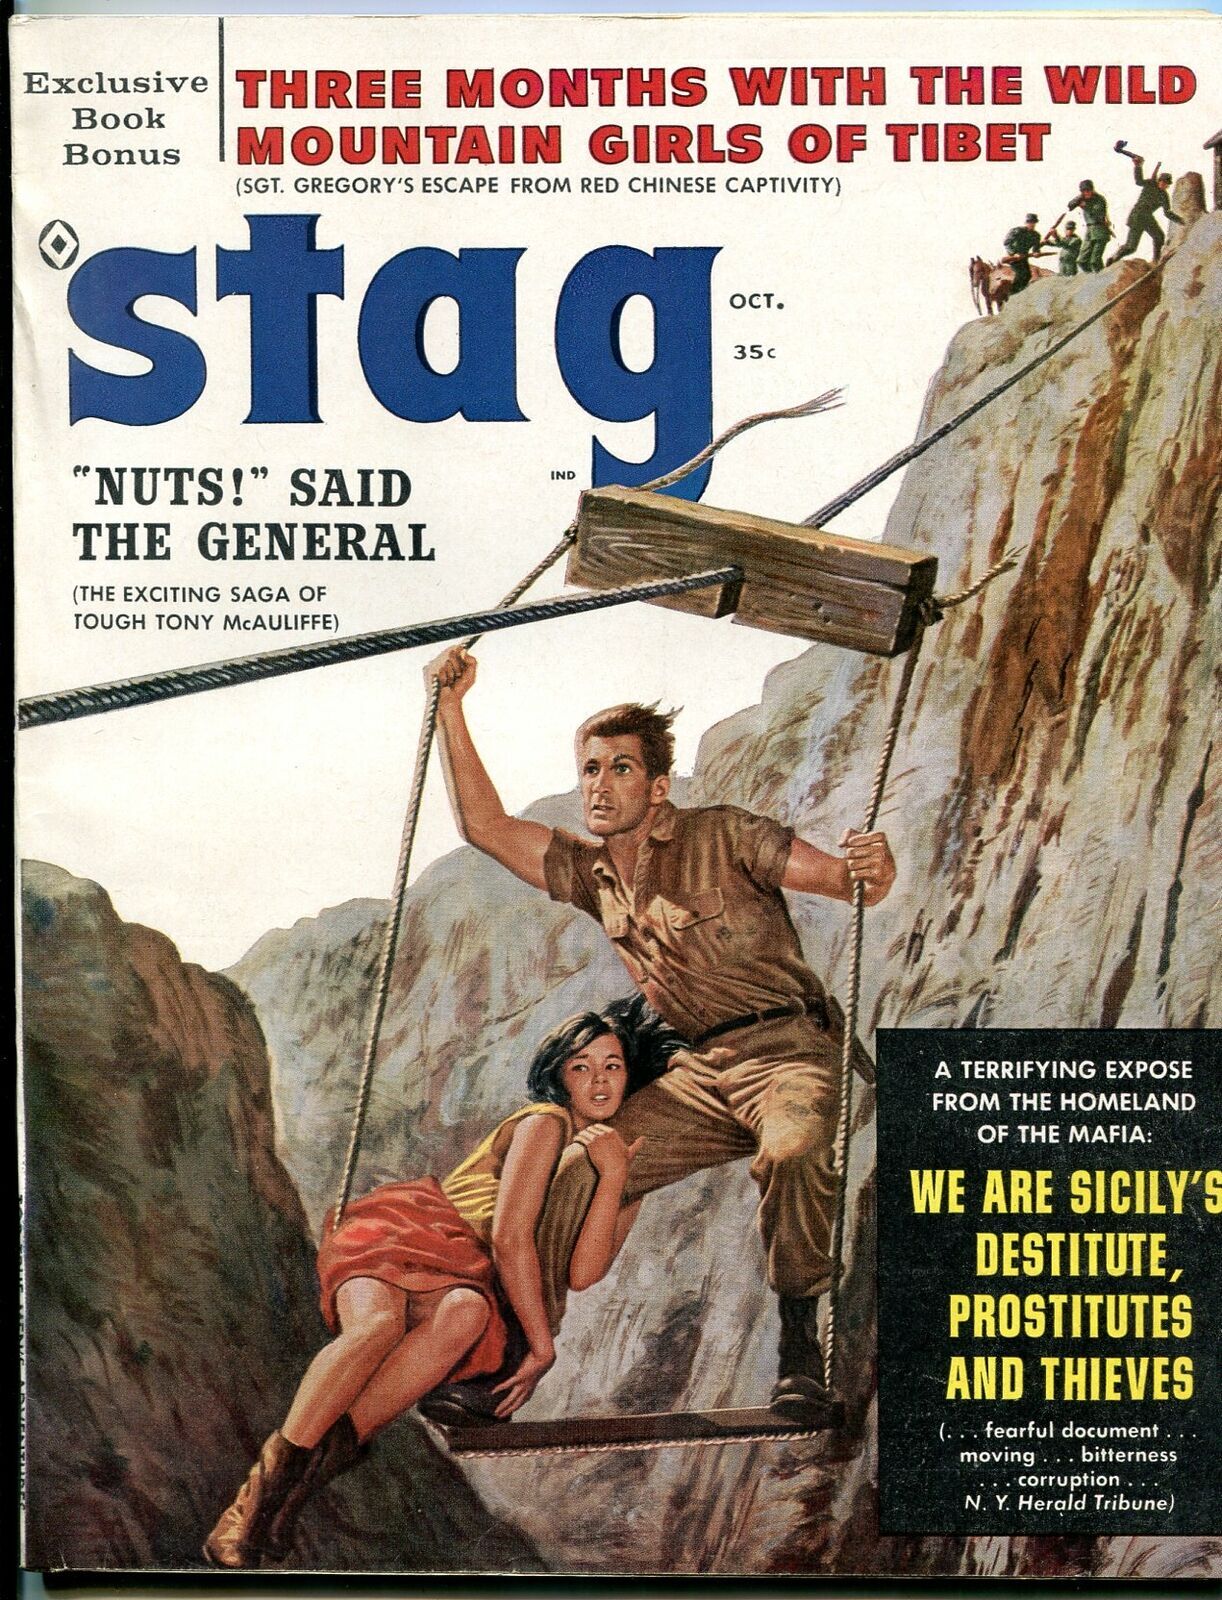 Exclusive
Book
Bonus
THREE MONTHS WITH THE WILD
MOUNTAIN GIRLS OF TIBET
(SGT. GREGORY'S ESCAPE FROM RED CHINESE CAPTIVITY)
stag
OCT.
35c
IND
"NUTS!" SAID
THE GENERAL
(THE EXCITING SAGA OF
TOUGH TONY McAULIFFE)
A TERRIFYING EXPOSE
FROM THE HOMELAND
OF THE MAFIA:
WE ARE SICILY'S
DESTITUTE,
PROSTITUTES
AND THIEVES
(. . . fearful document . . .
moving . . . bitterness
. . . corruption . . .
N. Y. Herald Tribune)